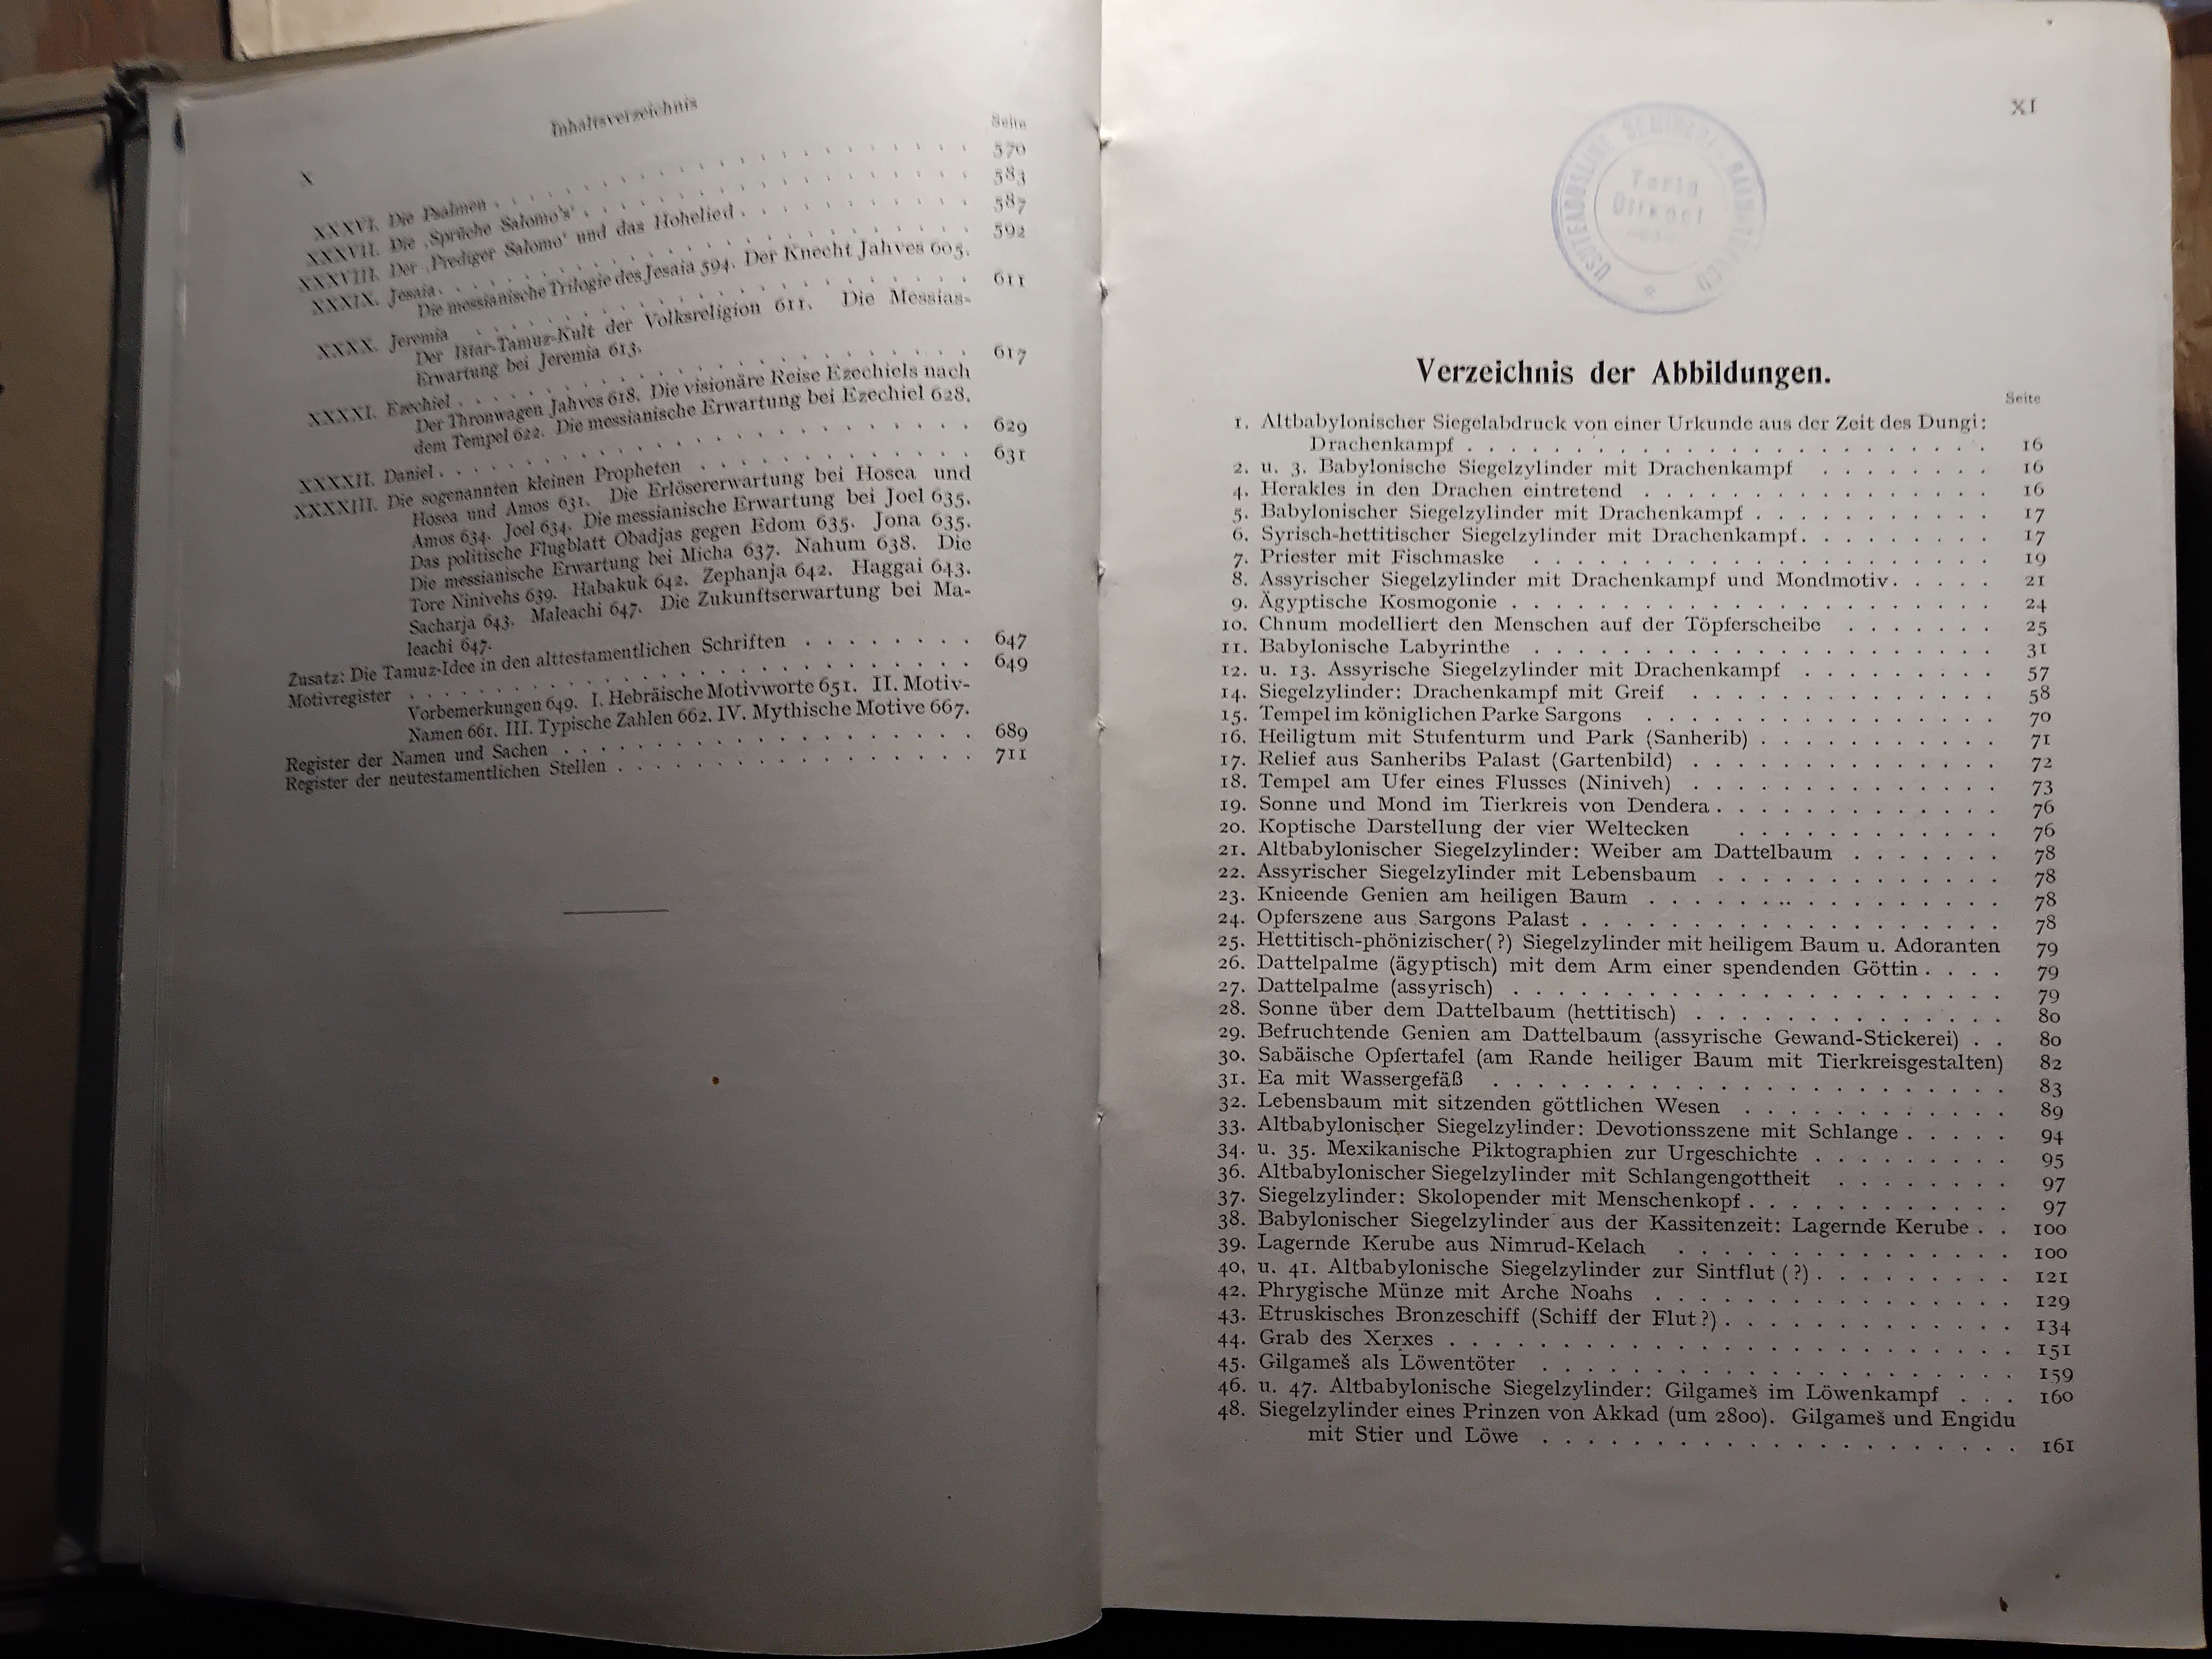 Inhaltsverzeichnis
X
Seite
XXXVI. Die Psalmen . . . . . . . . . . . . . . . . . . 570
XXXVII. Die ‚Sprüche Salomo's‘ . . . . . . . . . . . . . . 583
XXXVIII. Der ‚Prediger Salomo‘ und das Hohelied . . . . . . . . . 587
XXXIX. Jesaia . . . . . . . . . . . . . . . . . . . 592
Die messianische Trilogie des Jesaia 594. Der Knecht Jahves 605.
XXXX. Jeremia . . . . . . . . . . . . . . . . . . 611
Der Ištar-Tamuz-Kult der Volksreligion 611. Die Messias-
Erwartung bei Jeremia 613.
XXXXI. Ezechiel . . . . . . . . . . . . . . . . . . 617
Der Thronwagen Jahves 618. Die visionäre Reise Ezechiels nach
dem Tempel 622. Die messianische Erwartung bei Ezechiel 628.
XXXXII. Daniel . . . . . . . . . . . . . . . . . . . 629
XXXXIII. Die sogenannten kleinen Propheten . . . . . . . . . . 631
Hosea und Amos 631. Die Erlösererwartung bei Hosea und
Amos 634. Joel 634. Die messianische Erwartung bei Joel 635.
Das politische Flugblatt Obadjas gegen Edom 635. Jona 635.
Die messianische Erwartung bei Micha 637. Nahum 638. Die
Tore Ninivehs 639. Habakuk 642. Zephanja 642. Haggai 643.
Sacharja 643. Maleachi 647. Die Zukunftserwartung bei Ma-
leachi 647.
Zusatz: Die Tamuz-Idee in den alttestamentlichen Schriften . . . . . . . . 647
Motivregister . . . . . . . . . . . . . . . . . . . . 649
Vorbemerkungen 649. I. Hebräische Motivworte 651. II. Motiv-
Namen 661. III. Typische Zahlen 662. IV. Mythische Motive 667.
Register der Namen und Sachen . . . . . . . . . . . . . . . 689
Register der neutestamentlichen Stellen . . . . . . . . . . . . . 711
XI
Verzeichnis der Abbildungen.
Seite
1. Altbabylonischer Siegelabdruck von einer Urkunde aus der Zeit des Dungi:
Drachenkampf . . . . . . . . . . . . . . . . . . . 16
2. u. 3. Babylonische Siegelzylinder mit Drachenkampf . . . . . . . 16
4. Herakles in den Drachen eintretend . . . . . . . . . . . . . 16
5. Babylonischer Siegelzylinder mit Drachenkampf . . . . . . . . . . 17
6. Syrisch-hettitischer Siegelzylinder mit Drachenkampf. . . . . . . . 17
7. Priester mit Fischmaske . . . . . . . . . . . . . . . . . 19
8. Assyrischer Siegelzylinder mit Drachenkampf und Mondmotiv. . . . . 21
9. Ägyptische Kosmogonie . . . . . . . . . . . . . . . . . . 24
10. Chnum modelliert den Menschen auf der Töpferscheibe . . . . . . . 25
11. Babylonische Labyrinthe . . . . . . . . . . . . . . . . . 31
12. u. 13. Assyrische Siegelzylinder mit Drachenkampf . . . . . . . . 57
14. Siegelzylinder: Drachenkampf mit Greif . . . . . . . . . . . 58
15. Tempel im königlichen Parke Sargons . . . . . . . . . . . . . 70
16. Heiligtum mit Stufenturm und Park (Sanherib) . . . . . . . . . 71
17. Relief aus Sanheribs Palast (Gartenbild) . . . . . . . . . . . 72
18. Tempel am Ufer eines Flusses (Niniveh) . . . . . . . . . . . 73
19. Sonne und Mond im Tierkreis von Dendera . . . . . . . . . . . 76
20. Koptische Darstellung der vier Weltecken . . . . . . . . . . 76
21. Altbabylonischer Siegelzylinder: Weiber am Dattelbaum . . . . . . . 78
22. Assyrischer Siegelzylinder mit Lebensbaum . . . . . . . . . . 78
23. Knieende Genien am heiligen Baum . . . . . . . . . . . . . 78
24. Opferszene aus Sargons Palast . . . . . . . . . . . . . . . 78
25. Hettitisch-phönizischer(?) Siegelzylinder mit heiligem Baum u. Adoranten 79
26. Dattelpalme (ägyptisch) mit dem Arm einer spendenden Göttin . . . . 79
27. Dattelpalme (assyrisch) . . . . . . . . . . . . . . . . . 79
28. Sonne über dem Dattelbaum (hettitisch) . . . . . . . . . . . 80
29. Befruchtende Genien am Dattelbaum (assyrische Gewand-Stickerei) . . 80
30. Sabäische Opfertafel (am Rande heiliger Baum mit Tierkreisgestalten) 82
31. Ea mit Wassergefäß . . . . . . . . . . . . . . . . . . 83
32. Lebensbaum mit sitzenden göttlichen Wesen . . . . . . . . . . 89
33. Altbabylonischer Siegelzylinder: Devotionsszene mit Schlange . . . . . 94
34. u. 35. Mexikanische Piktographien zur Urgeschichte . . . . . . . . 95
36. Altbabylonischer Siegelzylinder mit Schlangengottheit . . . . . . . 97
37. Siegelzylinder: Skolopender mit Menschenkopf . . . . . . . . . . 97
38. Babylonischer Siegelzylinder aus der Kassitenzeit: Lagernde Kerube . . 100
39. Lagernde Kerube aus Nimrud-Kelach . . . . . . . . . . . . 100
40. u. 41. Altbabylonische Siegelzylinder zur Sintflut (?) . . . . . . . . 121
42. Phrygische Münze mit Arche Noahs . . . . . . . . . . . . . 129
43. Etruskisches Bronzeschiff (Schiff der Flut?) . . . . . . . . . . 134
44. Grab des Xerxes . . . . . . . . . . . . . . . . . . . 151
45. Gilgameš als Löwentöter . . . . . . . . . . . . . . . . 159
46. u. 47. Altbabylonische Siegelzylinder: Gilgameš im Löwenkampf . . . 160
48. Siegelzylinder eines Prinzen von Akkad (um 2800). Gilgameš und Engidu
mit Stier und Löwe . . . . . . . . . . . . . . . . . 161